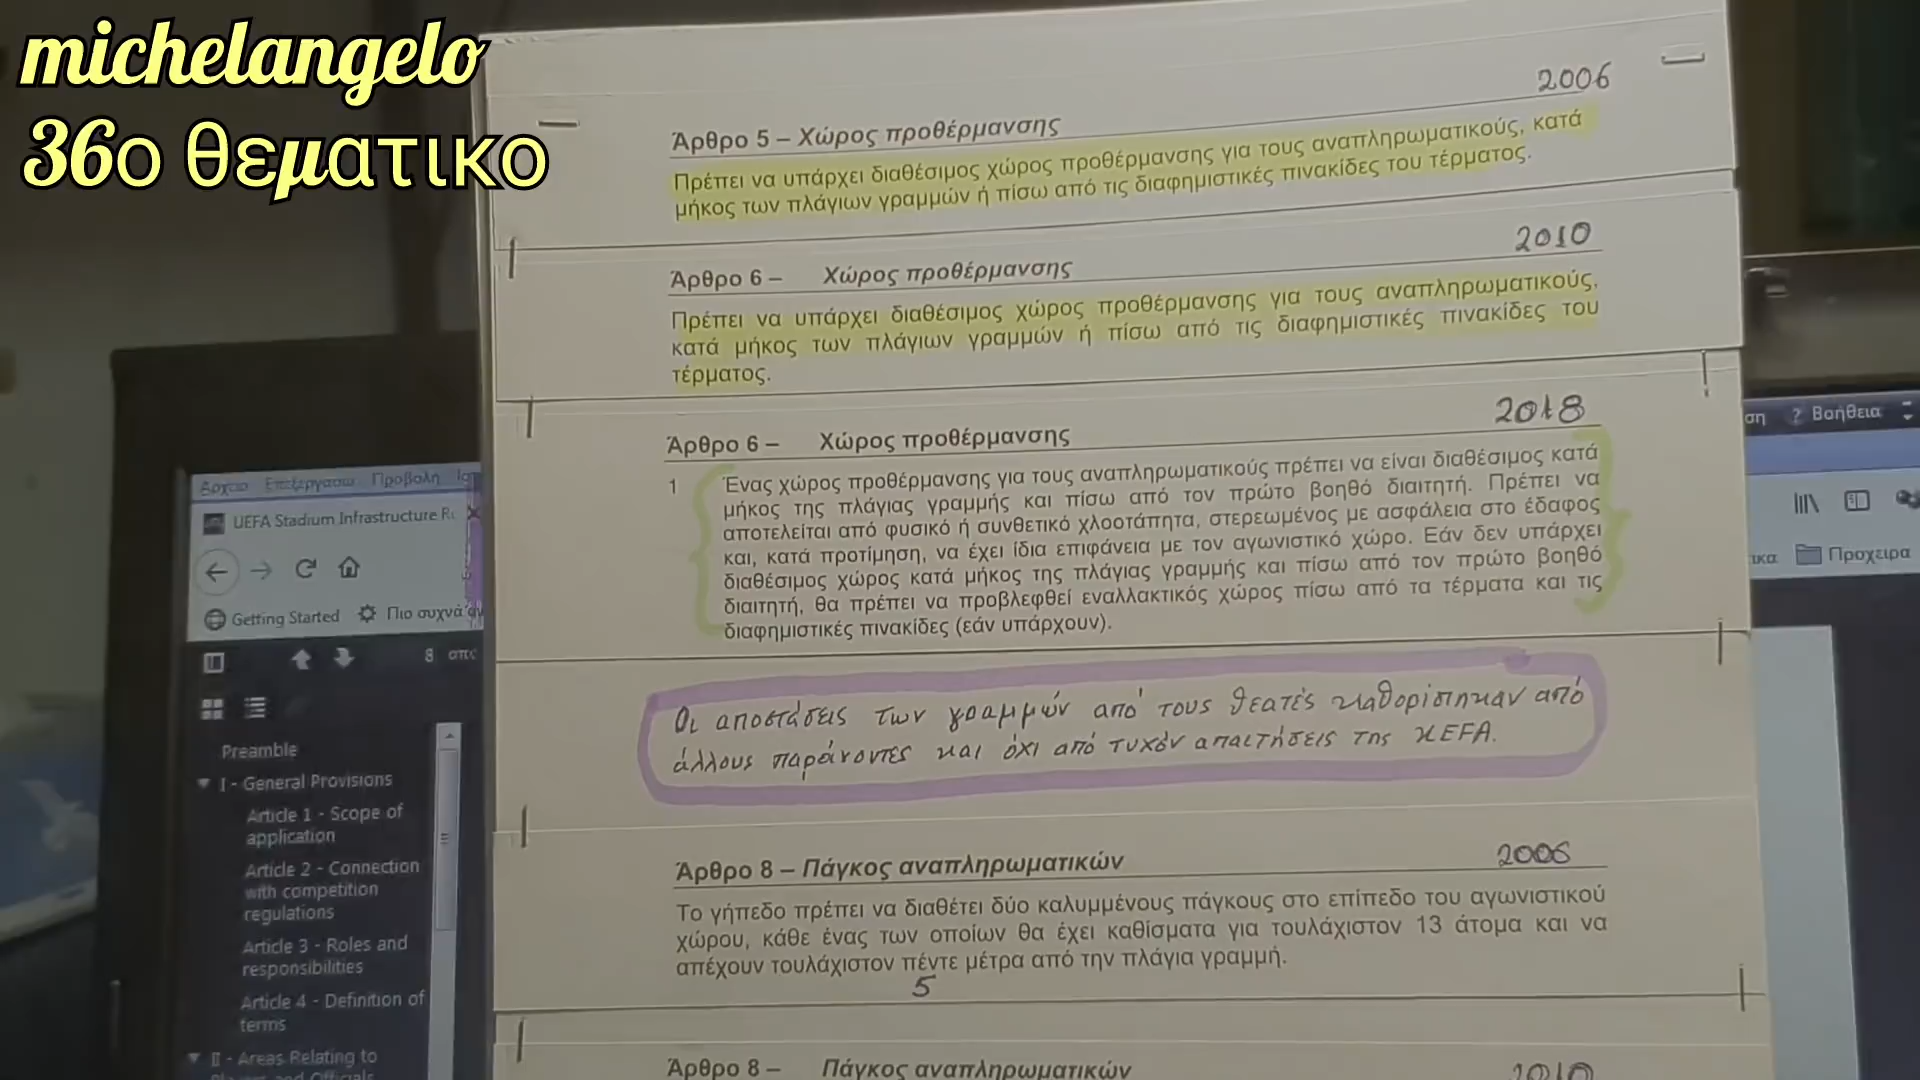 michelangelo
36ο θεματικο
2006
Άρθρο 5 – Χώρος προθέρμανσης
Πρέπει να υπάρχει διαθέσιμος χώρος προθέρμανσης για τους αναπληρωματικούς, κατά
μήκος των πλάγιων γραμμών ή πίσω από τις διαφημιστικές πινακίδες του τέρματος.
2010
Άρθρο 6 – Χώρος προθέρμανσης
Πρέπει να υπάρχει διαθέσιμος χώρος προθέρμανσης για τους αναπληρωματικούς,
κατά μήκος των πλάγιων γραμμών ή πίσω από τις διαφημιστικές πινακίδες του
τέρματος.
2018
Άρθρο 6 – Χώρος προθέρμανσης
1 Ένας χώρος προθέρμανσης για τους αναπληρωματικούς πρέπει να είναι διαθέσιμος κατά
μήκος της πλάγιας γραμμής και πίσω από τον πρώτο βοηθό διαιτητή. Πρέπει να
αποτελείται από φυσικό ή συνθετικό χλοοτάπητα, στερεωμένος με ασφάλεια στο έδαφος
και, κατά προτίμηση, να έχει ίδια επιφάνεια με τον αγωνιστικό χώρο. Εάν δεν υπάρχει
διαθέσιμος χώρος κατά μήκος της πλάγιας γραμμής και πίσω από τον πρώτο βοηθό
διαιτητή, θα πρέπει να προβλεφθεί εναλλακτικός χώρος πίσω από τα τέρματα και τις
διαφημιστικές πινακίδες (εάν υπάρχουν).
Οι αποστάσεις των γραμμών από τους θεατές καθορίστηκαν από
άλλους παράγοντες και όχι από τυχόν απαιτήσεις της UEFA.
2006
Άρθρο 8 – Πάγκος αναπληρωματικών
Το γήπεδο πρέπει να διαθέτει δύο καλυμμένους πάγκους στο επίπεδο του αγωνιστικού
χώρου, κάθε ένας των οποίων θα έχει καθίσματα για τουλάχιστον 13 άτομα και να
απέχουν τουλάχιστον πέντε μέτρα από την πλάγια γραμμή.
5
Άρθρο 8 – Πάγκος αναπληρωματικών
2010
Αρχείο Επεξεργασία Προβολή
UEFA Stadium Infrastructure
Getting Started Πιο συχνά
8 από
Preamble
I - General Provisions
Article 1 - Scope of
application
Article 2 - Connection
with competition
regulations
Article 3 - Roles and
responsibilities
Article 4 - Definition of
terms
II - Areas Relating to
Players and Officials
? Βοήθεια
Πρόχειρα